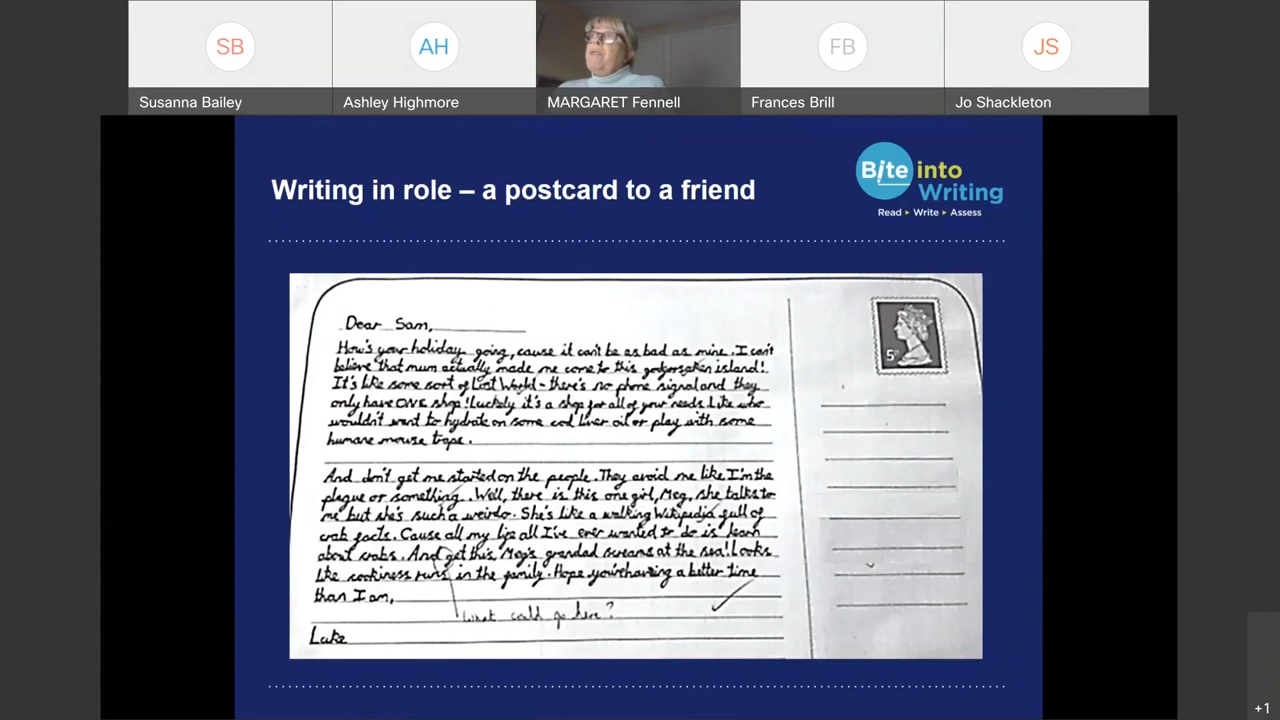 SB
AH
FB
JS
Susanna Bailey
Ashley Highmore
MARGARET Fennell
Frances Brill
Jo Shackleton
Writing in role – a postcard to a friend
Bite into
Writing
Read ▸ Write ▸ Assess
Dear Sam,
How's your holiday going, cause it can't be as bad as mine. I can't
believe that mum actually made me come to this godforsaken island!
It's like some sort of Lost World - there's no phone signal and they
only have ONE shop! Luckily it's a shop for all of your needs. Like who
wouldn't want to hydrate on some cod liver oil or play with some
humane mouse traps.
And don't get me started on the people. They avoid me like I'm the
plague or something. Well, there is this one girl, Meg, she talks to
me but she's such a weirdo. She's like a walking Wikipedia full of
crab facts. Cause all my life all I've ever wanted to do is learn
about crabs. And get this, Meg's grandad screams at the sea! Looks
like kookiness runs in the family. Hope you're having a better time
than I am,
What could go here?
Luke
5P
+1